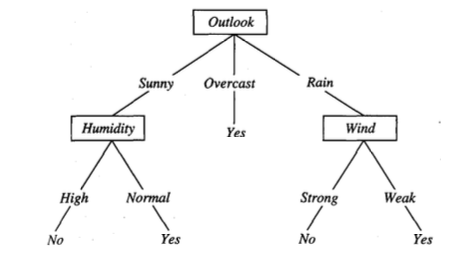 Outlook
Sunny Overcast Rain
Humidity Yes Wind
High Normal Strong Weak
No Yes No Yes